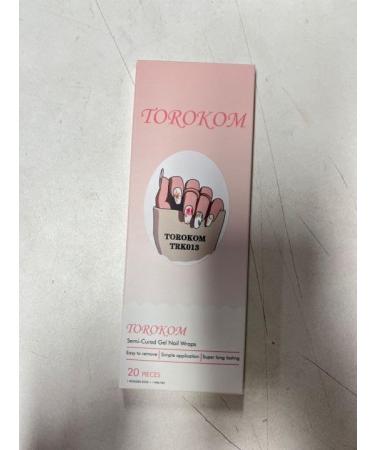 TOROKOM
TOROKOM
TRK013
TOROKOM
Semi-Cured Gel Nail Wraps
Easy to remove | Simple application | Super long lasting
20 PIECES